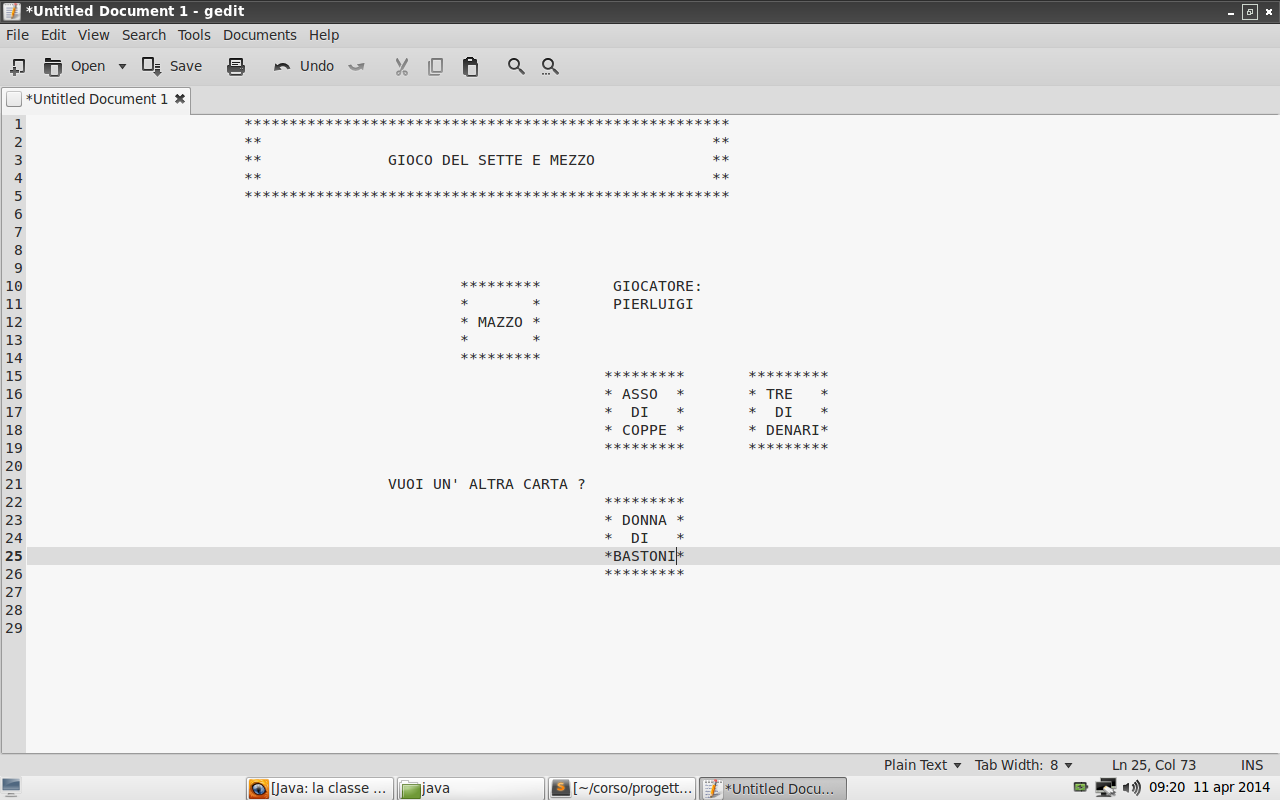 *Untitled Document 1 - gedit
File Edit View Search Tools Documents Help
Open Save Undo
*Untitled Document 1
1 ******************************************************
2 ** **
3 ** GIOCO DEL SETTE E MEZZO **
4 ** **
5 ******************************************************
6
7
8
9
10 ********* GIOCATORE:
11 * * PIERLUIGI
12 * MAZZO *
13 * *
14 *********
15 ********* *********
16 * ASSO * * TRE *
17 * DI * * DI *
18 * COPPE * * DENARI*
19 ********* *********
20
21 VUOI UN' ALTRA CARTA ?
22 *********
23 * DONNA *
24 * DI *
25 *BASTONI*
26 *********
27
28
29
Plain Text Tab Width: 8 Ln 25, Col 73 INS
[Java: la classe ... java [~/corso/progett... *Untitled Docu... 09:20 11 apr 2014